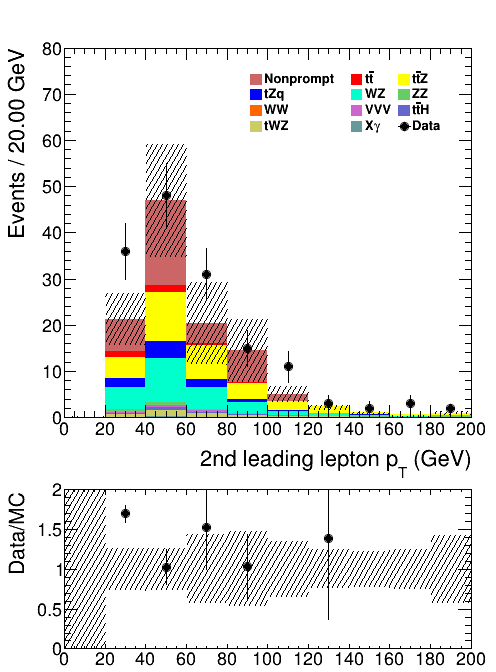 Events / 20.00 GeV
80
70
60
50
40
30
20
10
0
Nonprompt tt̄ tt̄Z
tZq WZ ZZ
WW VVV tt̄H
tWZ Xγ Data
0 20 40 60 80 100 120 140 160 180 200
2nd leading lepton p_T (GeV)
Data/MC
2
1.5
1
0.5
0
0 20 40 60 80 100 120 140 160 180 200